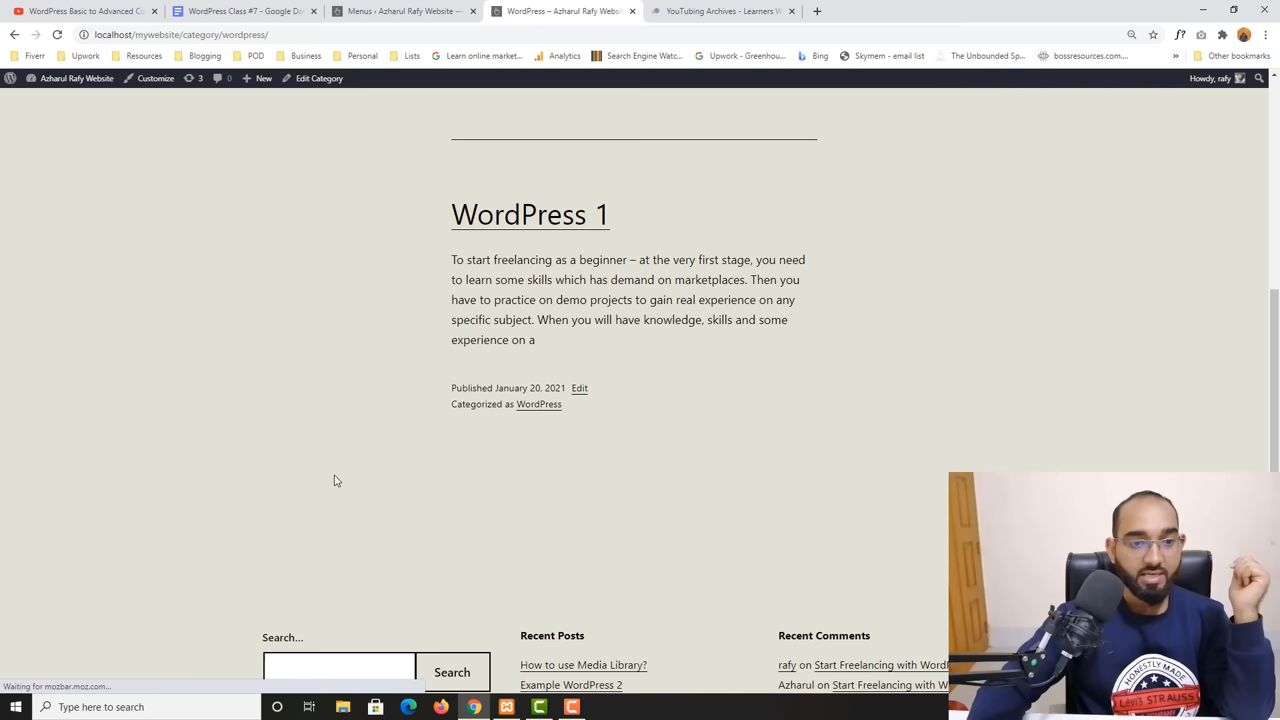 WordPress Basic to Advanced Co
WordPress Class #7 - Google Do
Menus ‹ Azharul Rafy Website —
WordPress – Azharul Rafy Websi
YouTubing Archives - Learners W
localhost/mywebsite/category/wordpress/
Fiverr
Upwork
Resources
Blogging
POD
Business
Personal
Lists
Learn online market...
Analytics
Search Engine Watc...
Upwork - Greenhou...
Bing
Skymem - email list
The Unbounded Sp...
bossresources.com...
Other bookmarks
Azharul Rafy Website
Customize
3
0
New
Edit Category
Howdy, rafy
WordPress 1
To start freelancing as a beginner – at the very first stage, you need
to learn some skills which has demand on marketplaces. Then you
have to practice on demo projects to gain real experience on any
specific subject. When you will have knowledge, skills and some
experience on a
Published January 20, 2021 Edit
Categorized as WordPress
Search...
Search
Recent Posts
How to use Media Library?
Example WordPress 2
Recent Comments
rafy on Start Freelancing with WordP
Azharul on Start Freelancing with W
Waiting for mozbar.moz.com...
Type here to search
HONESTLY MADE
LEVI'S STRAUSS